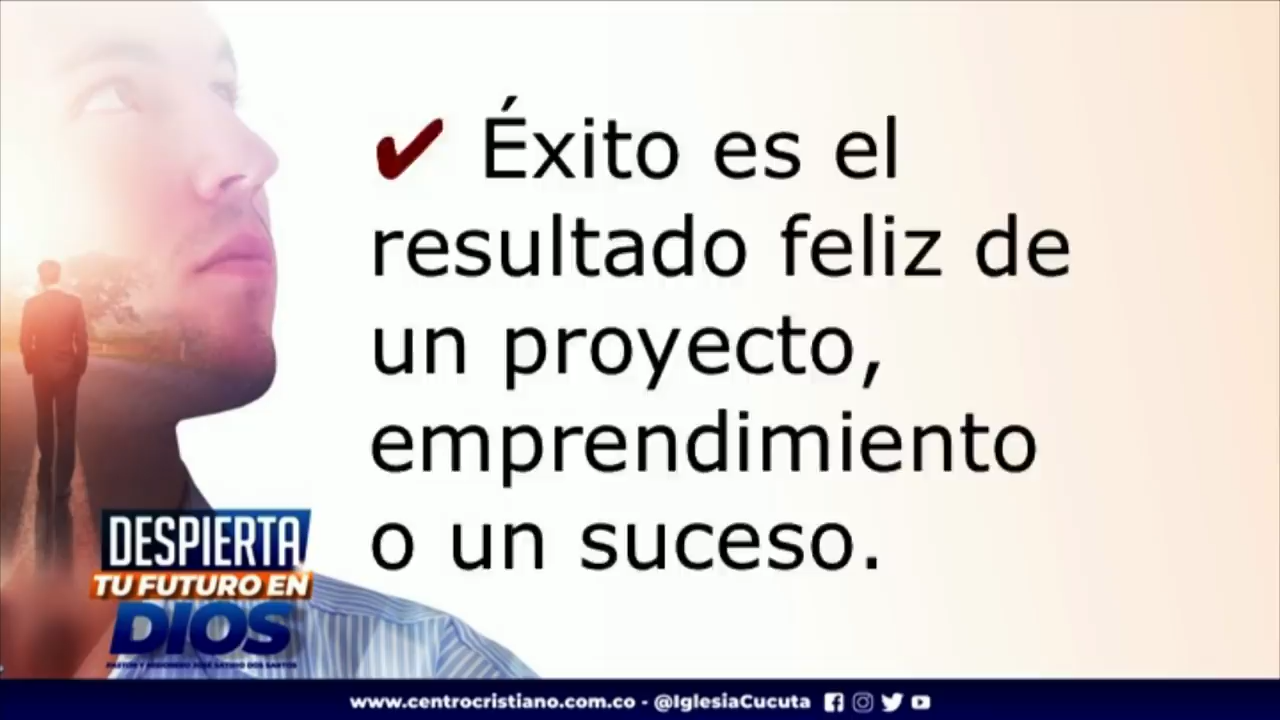 ✔ Éxito es el
resultado feliz de
un proyecto,
emprendimiento
o un suceso.
DESPIERTA
TU FUTURO EN
DIOS
www.centrocristiano.com.co - @IglesiaCucuta